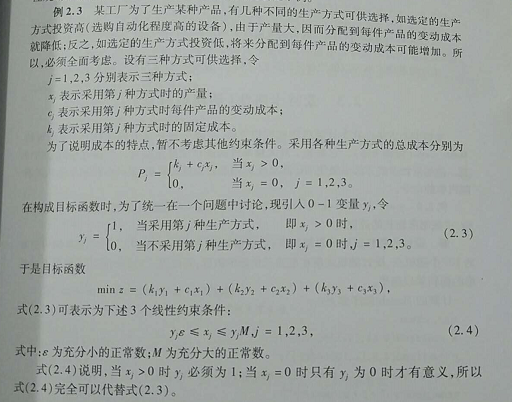 例 2.3 某工厂为了生产某种产品,有几种不同的生产方式可供选择,如选定的生产
方式投资高(选购自动化程度高的设备),由于产量大,因而分配到每件产品的变动成本
就降低;反之,如选定的生产方式投资低,将来分配到每件产品的变动成本可能增加。所
以,必须全面考虑。设有三种方式可供选择,令
j=1,2,3 分别表示三种方式;
x_j 表示采用第 j 种方式时的产量;
c_j 表示采用第 j 种方式时每件产品的变动成本;
k_j 表示采用第 j 种方式时的固定成本。
为了说明成本的特点,暂不考虑其他约束条件。采用各种生产方式的总成本分别为
P_j = { k_j + c_j x_j, 当 x_j > 0,
0, 当 x_j = 0, j = 1,2,3。
在构成目标函数时,为了统一在一个问题中讨论,现引入 0-1 变量 y_j,令
y_j = { 1, 当采用第 j 种生产方式, 即 x_j > 0 时, (2.3)
0, 当不采用第 j 种生产方式, 即 x_j = 0 时, j = 1,2,3。
于是目标函数
min z = (k_1y_1 + c_1x_1) + (k_2y_2 + c_2x_2) + (k_3y_3 + c_3x_3),
式(2.3)可表示为下述 3 个线性约束条件:
y_jε ≤ x_j ≤ y_jM, j = 1,2,3, (2.4)
式中:ε 为充分小的正常数;M 为充分大的正常数。
式(2.4)说明,当 x_j > 0 时 y_j 必须为 1;当 x_j = 0 时只有 y_j 为 0 时才有意义,所以
式(2.4)完全可以代替式(2.3)。